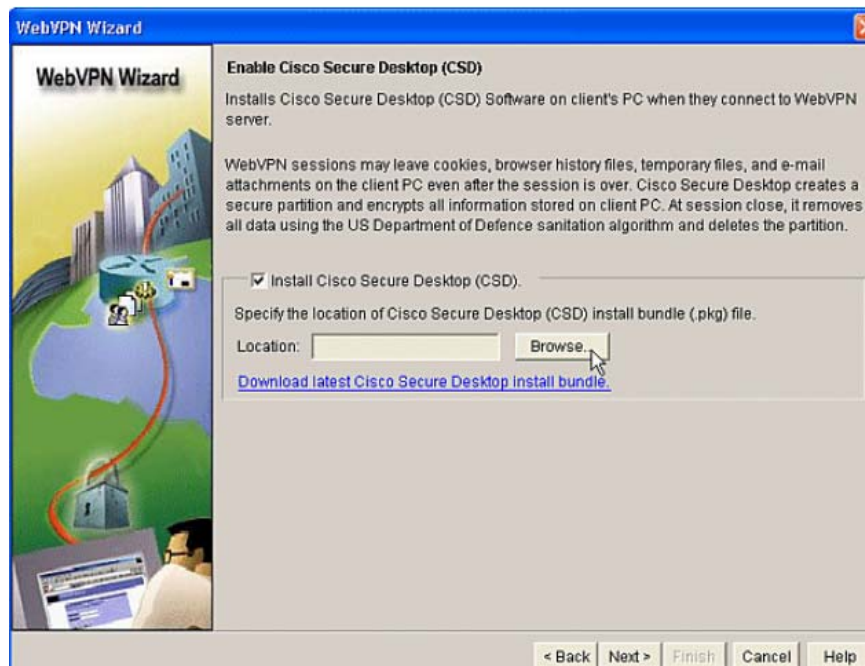 WebVPN Wizard
WebVPN Wizard
Enable Cisco Secure Desktop (CSD)
Installs Cisco Secure Desktop (CSD) Software on client's PC when they connect to WebVPN
server.
WebVPN sessions may leave cookies, browser history files, temporary files, and e-mail
attachments on the client PC even after the session is over. Cisco Secure Desktop creates a
secure partition and encrypts all information stored on client PC. At session close, it removes
all data using the US Department of Defence sanitation algorithm and deletes the partition.
Install Cisco Secure Desktop (CSD).
Specify the location of Cisco Secure Desktop (CSD) install bundle (.pkg) file.
Location: Browse...
Download latest Cisco Secure Desktop install bundle.
< Back Next > Finish Cancel Help